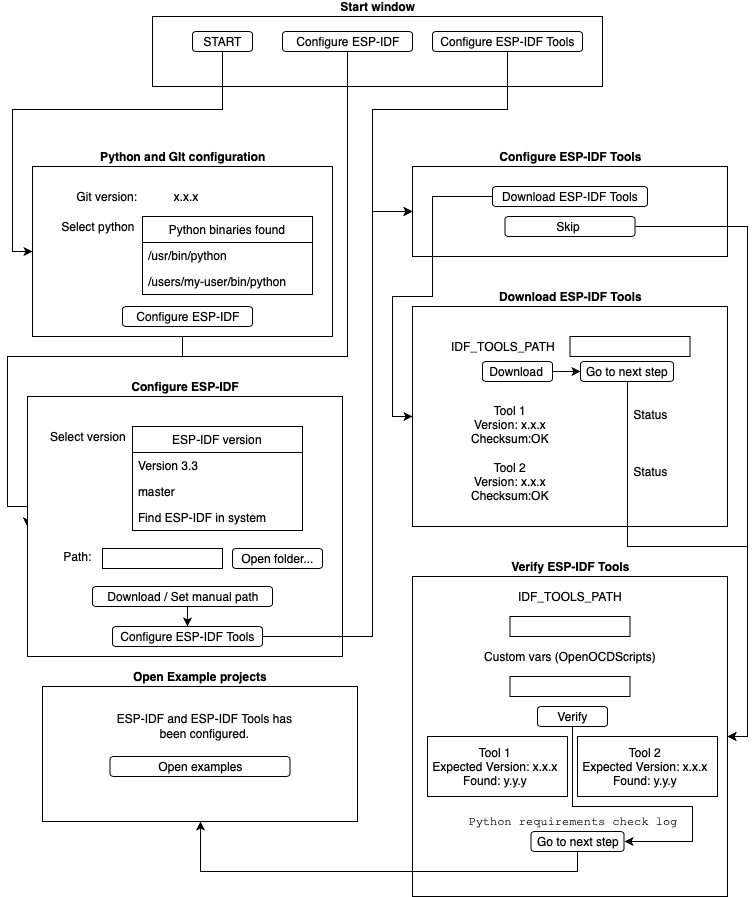 Start window
START
Configure ESP-IDF
Configure ESP-IDF Tools
Python and GIt configuration
Git version:
x.x.x
Select python
Python binaries found
/usr/bin/python
/users/my-user/bin/python
Configure ESP-IDF
Configure ESP-IDF
Select version
ESP-IDF version
Version 3.3
master
Find ESP-IDF in system
Path:
Open folder...
Download / Set manual path
Configure ESP-IDF Tools
Open Example projects
ESP-IDF and ESP-IDF Tools has
been configured.
Open examples
Configure ESP-IDF Tools
Download ESP-IDF Tools
Skip
Download ESP-IDF Tools
IDF_TOOLS_PATH
Download
Go to next step
Tool 1
Version: x.x.x
Checksum:OK
Status
Tool 2
Version: x.x.x
Checksum:OK
Status
Verify ESP-IDF Tools
IDF_TOOLS_PATH
Custom vars (OpenOCDScripts)
Verify
Tool 1
Expected Version: x.x.x
Found: y.y.y
Tool 2
Expected Version: x.x.x
Found: y.y.y
Python requirements check log
Go to next step